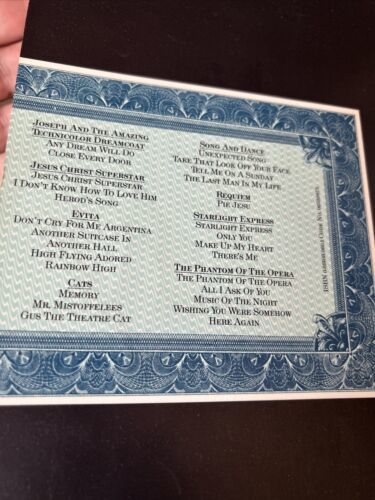 Joseph And The Amazing
Technicolor Dreamcoat
Any Dream Will Do
Close Every Door
Jesus Christ Superstar
Jesus Christ Superstar
I Don't Know How To Love Him
Herod's Song
Evita
Don't Cry For Me Argentina
Another Suitcase In
Another Hall
High Flying Adored
Rainbow High
Cats
Memory
Mr. Mistoffelees
Gus The Theatre Cat
Song And Dance
Unexpected Song
Take That Look Off Your Face
Tell Me On A Sunday
The Last Man In My Life
Requiem
Pie Jesu
Starlight Express
Starlight Express
Only You
Make Up My Heart
There's Me
The Phantom Of The Opera
All I Ask Of You
Music Of The Night
Wishing You Were Somehow
Here Again